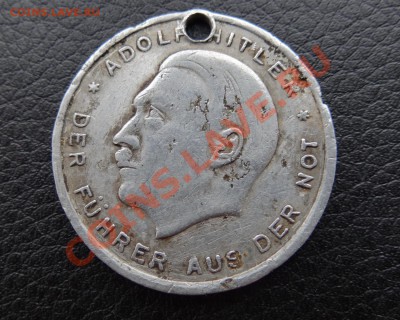 * ADOLF HITLER *
DER FÜHRER AUS DER NOT
COINS.LAVE.RU